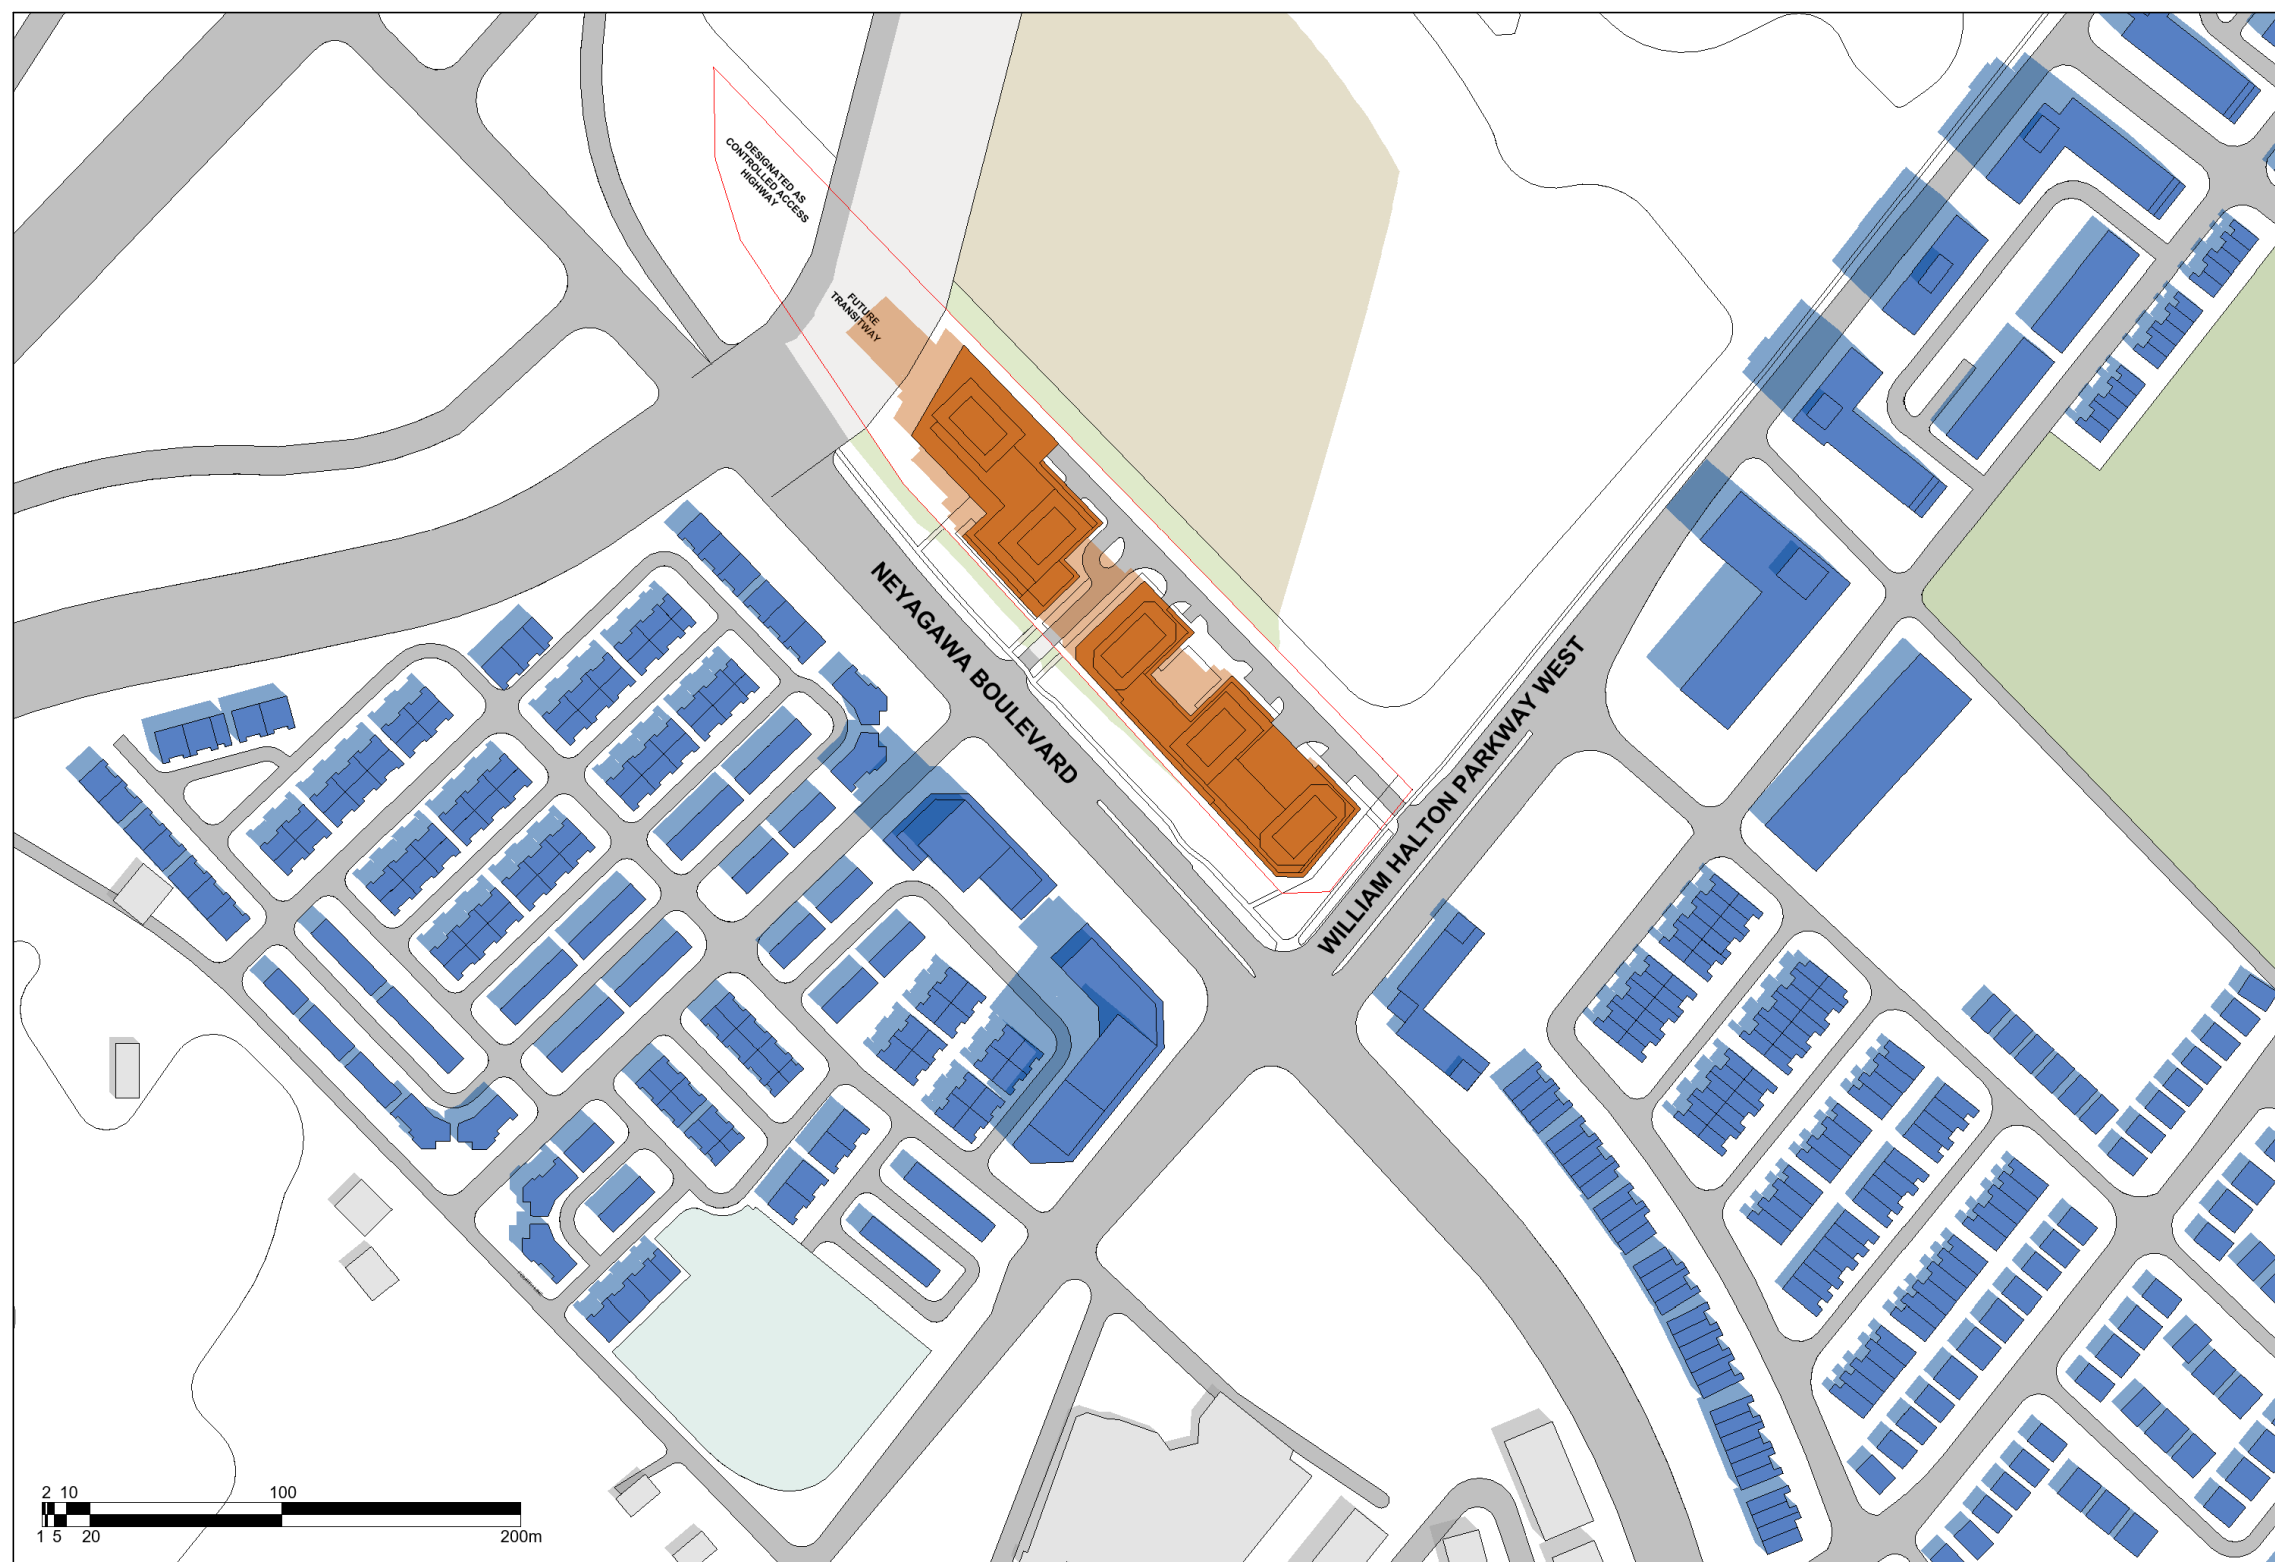 DESIGNATED AS
CONTROLLED ACCESS
HIGHWAY
FUTURE
TRANSITWAY
NEYAGAWA BOULEVARD
WILLIAM HALTON PARKWAY WEST
2 10 100
1 5 20 200m